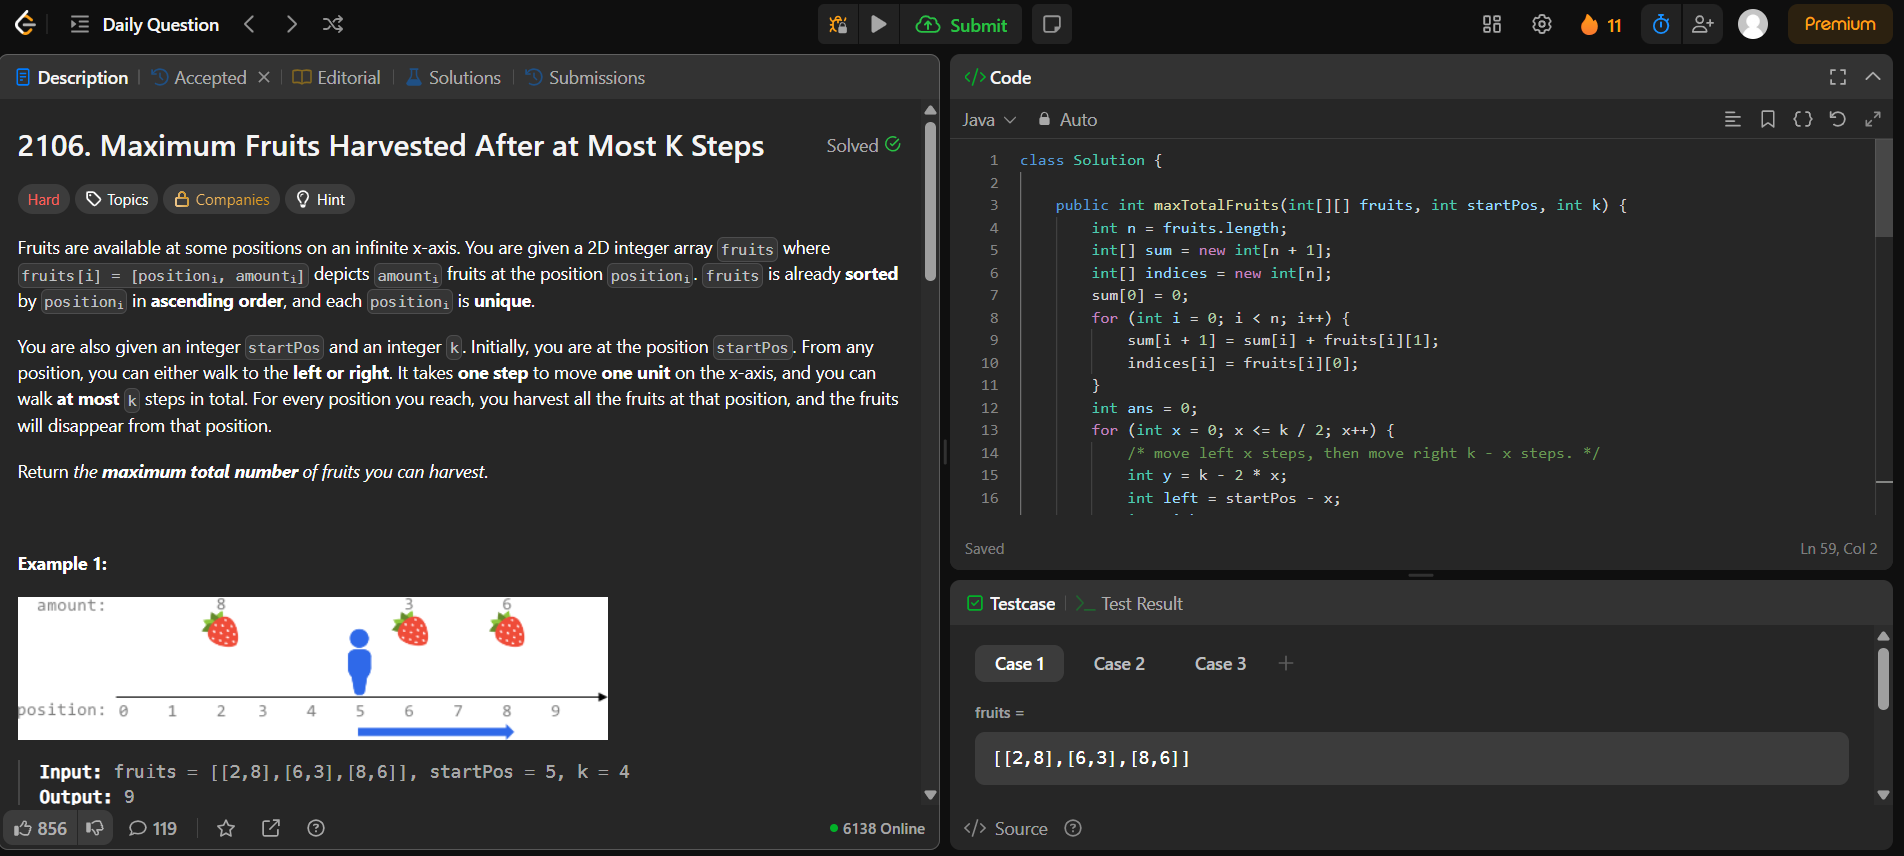 Daily Question
Submit
11
Premium
Description
Accepted
Editorial
Solutions
Submissions
2106. Maximum Fruits Harvested After at Most K Steps
Solved
Hard
Topics
Companies
Hint
Fruits are available at some positions on an infinite x-axis. You are given a 2D integer array fruits where
fruits[i] = [positionᵢ, amountᵢ] depicts amountᵢ fruits at the position positionᵢ. fruits is already sorted
by positionᵢ in ascending order, and each positionᵢ is unique.
You are also given an integer startPos and an integer k. Initially, you are at the position startPos. From any
position, you can either walk to the left or right. It takes one step to move one unit on the x-axis, and you can
walk at most k steps in total. For every position you reach, you harvest all the fruits at that position, and the fruits
will disappear from that position.
Return the maximum total number of fruits you can harvest.
Example 1:
amount: 8 3 6
position: 0 1 2 3 4 5 6 7 8 9
Input: fruits = [[2,8],[6,3],[8,6]], startPos = 5, k = 4
Output: 9
856
119
6138 Online
</> Code
Java
Auto
1 class Solution {
2
3 public int maxTotalFruits(int[][] fruits, int startPos, int k) {
4 int n = fruits.length;
5 int[] sum = new int[n + 1];
6 int[] indices = new int[n];
7 sum[0] = 0;
8 for (int i = 0; i < n; i++) {
9 sum[i + 1] = sum[i] + fruits[i][1];
10 indices[i] = fruits[i][0];
11 }
12 int ans = 0;
13 for (int x = 0; x <= k / 2; x++) {
14 /* move left x steps, then move right k - x steps. */
15 int y = k - 2 * x;
16 int left = startPos - x;
Saved
Ln 59, Col 2
Testcase
Test Result
Case 1
Case 2
Case 3
fruits =
[[2,8],[6,3],[8,6]]
</> Source